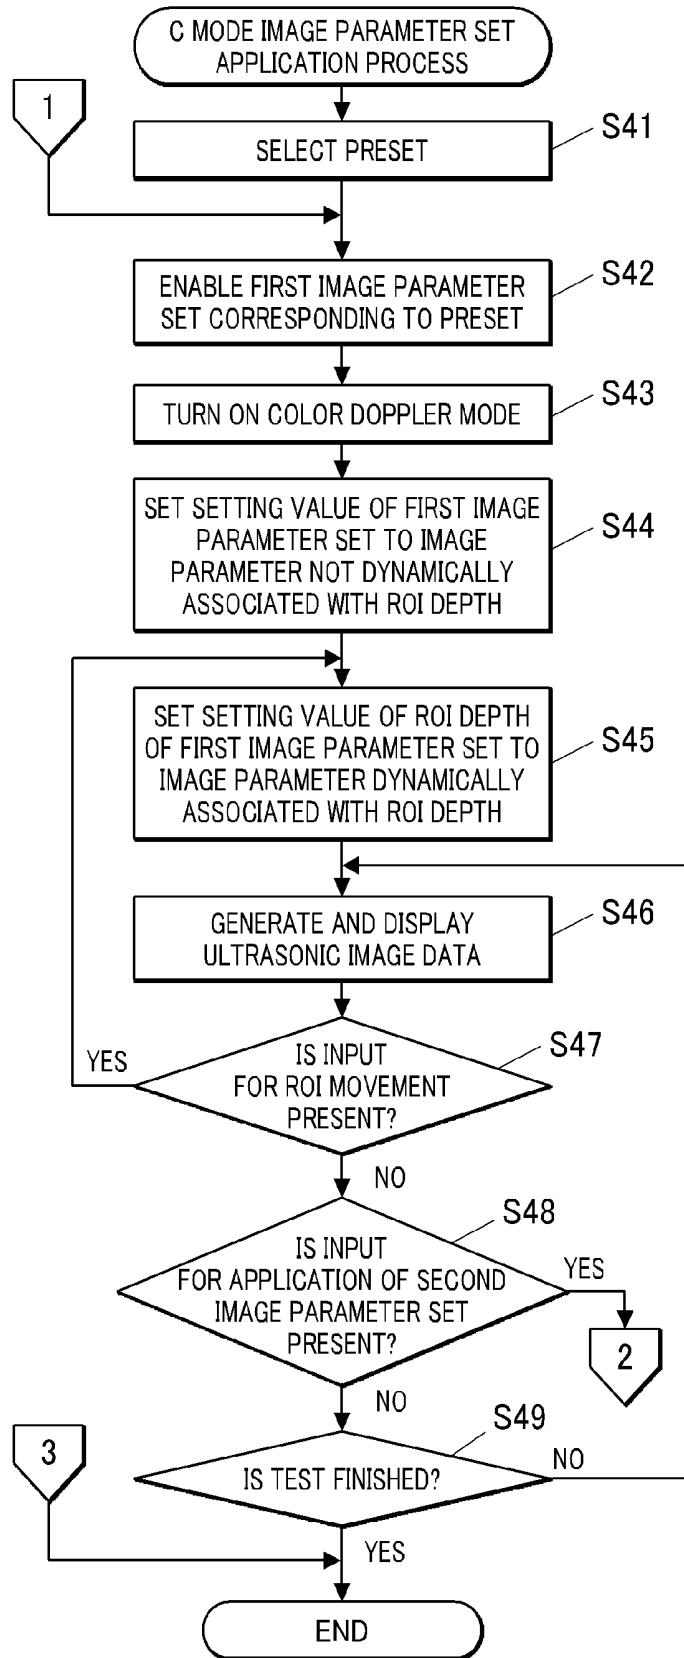 C MODE IMAGE PARAMETER SET
APPLICATION PROCESS
1
S41
SELECT PRESET
S42
ENABLE FIRST IMAGE PARAMETER
SET CORRESPONDING TO PRESET
S43
TURN ON COLOR DOPPLER MODE
SET SETTING VALUE OF FIRST IMAGE
PARAMETER SET TO IMAGE
PARAMETER NOT DYNAMICALLY
ASSOCIATED WITH ROI DEPTH
S44
SET SETTING VALUE OF ROI DEPTH
OF FIRST IMAGE PARAMETER SET TO
IMAGE PARAMETER DYNAMICALLY
ASSOCIATED WITH ROI DEPTH
S45
GENERATE AND DISPLAY
ULTRASONIC IMAGE DATA
S46
S47
YES
IS INPUT
FOR ROI MOVEMENT
PRESENT?
NO
S48
IS INPUT
FOR APPLICATION OF SECOND
IMAGE PARAMETER SET
PRESENT?
YES
2
NO
S49
3
IS TEST FINISHED?
NO
YES
END